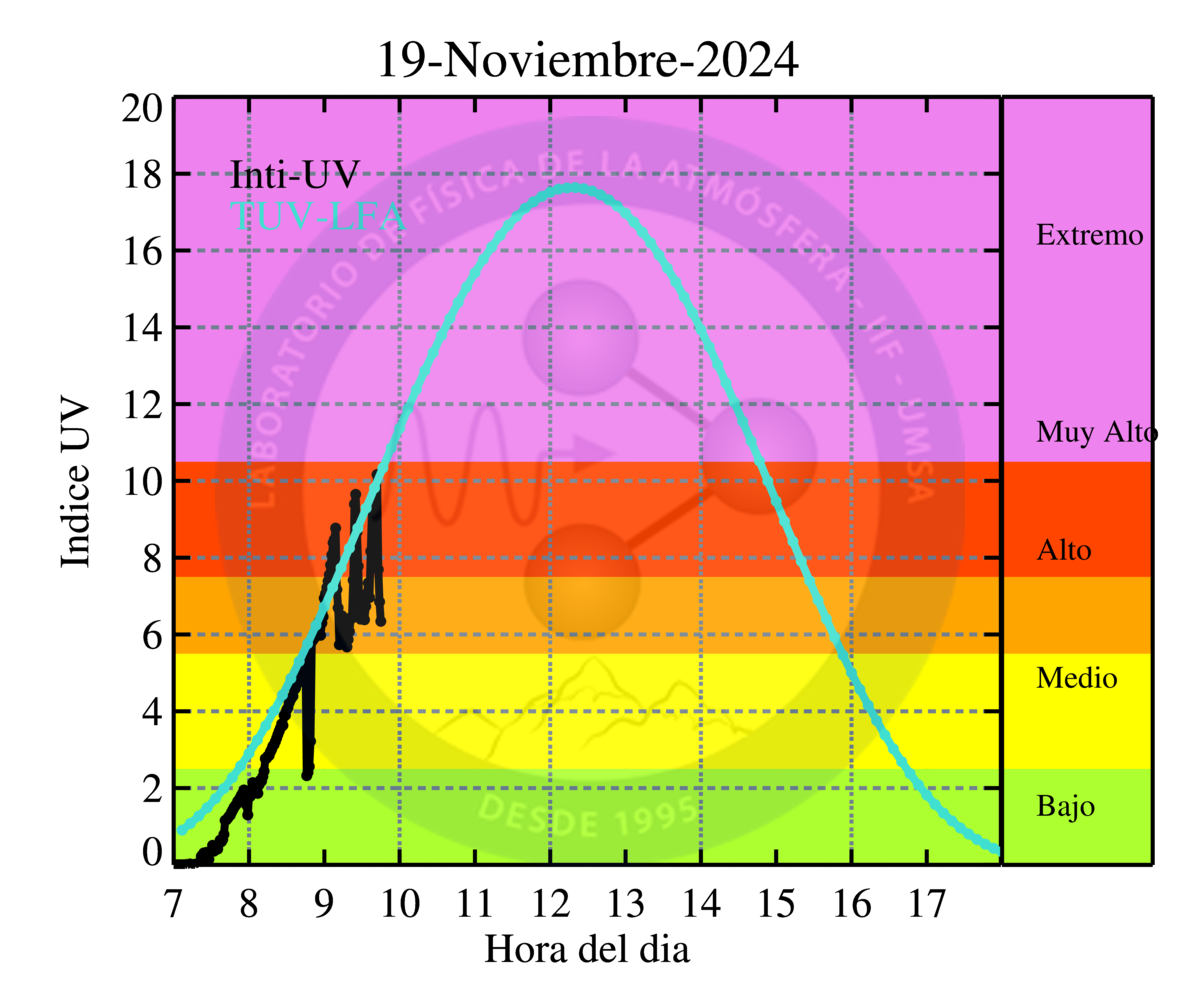 19-Noviembre-2024
20
18
16
14
12
10
8
6
4
2
0
Indice UV
Inti-UV
TUV-LFA
LABORATORIO DE FÍSICA DE LA ATMÓSFERA - IIF - UMSA
DESDE 1995
Extremo
Muy Alto
Alto
Medio
Bajo
7 8 9 10 11 12 13 14 15 16 17
Hora del dia